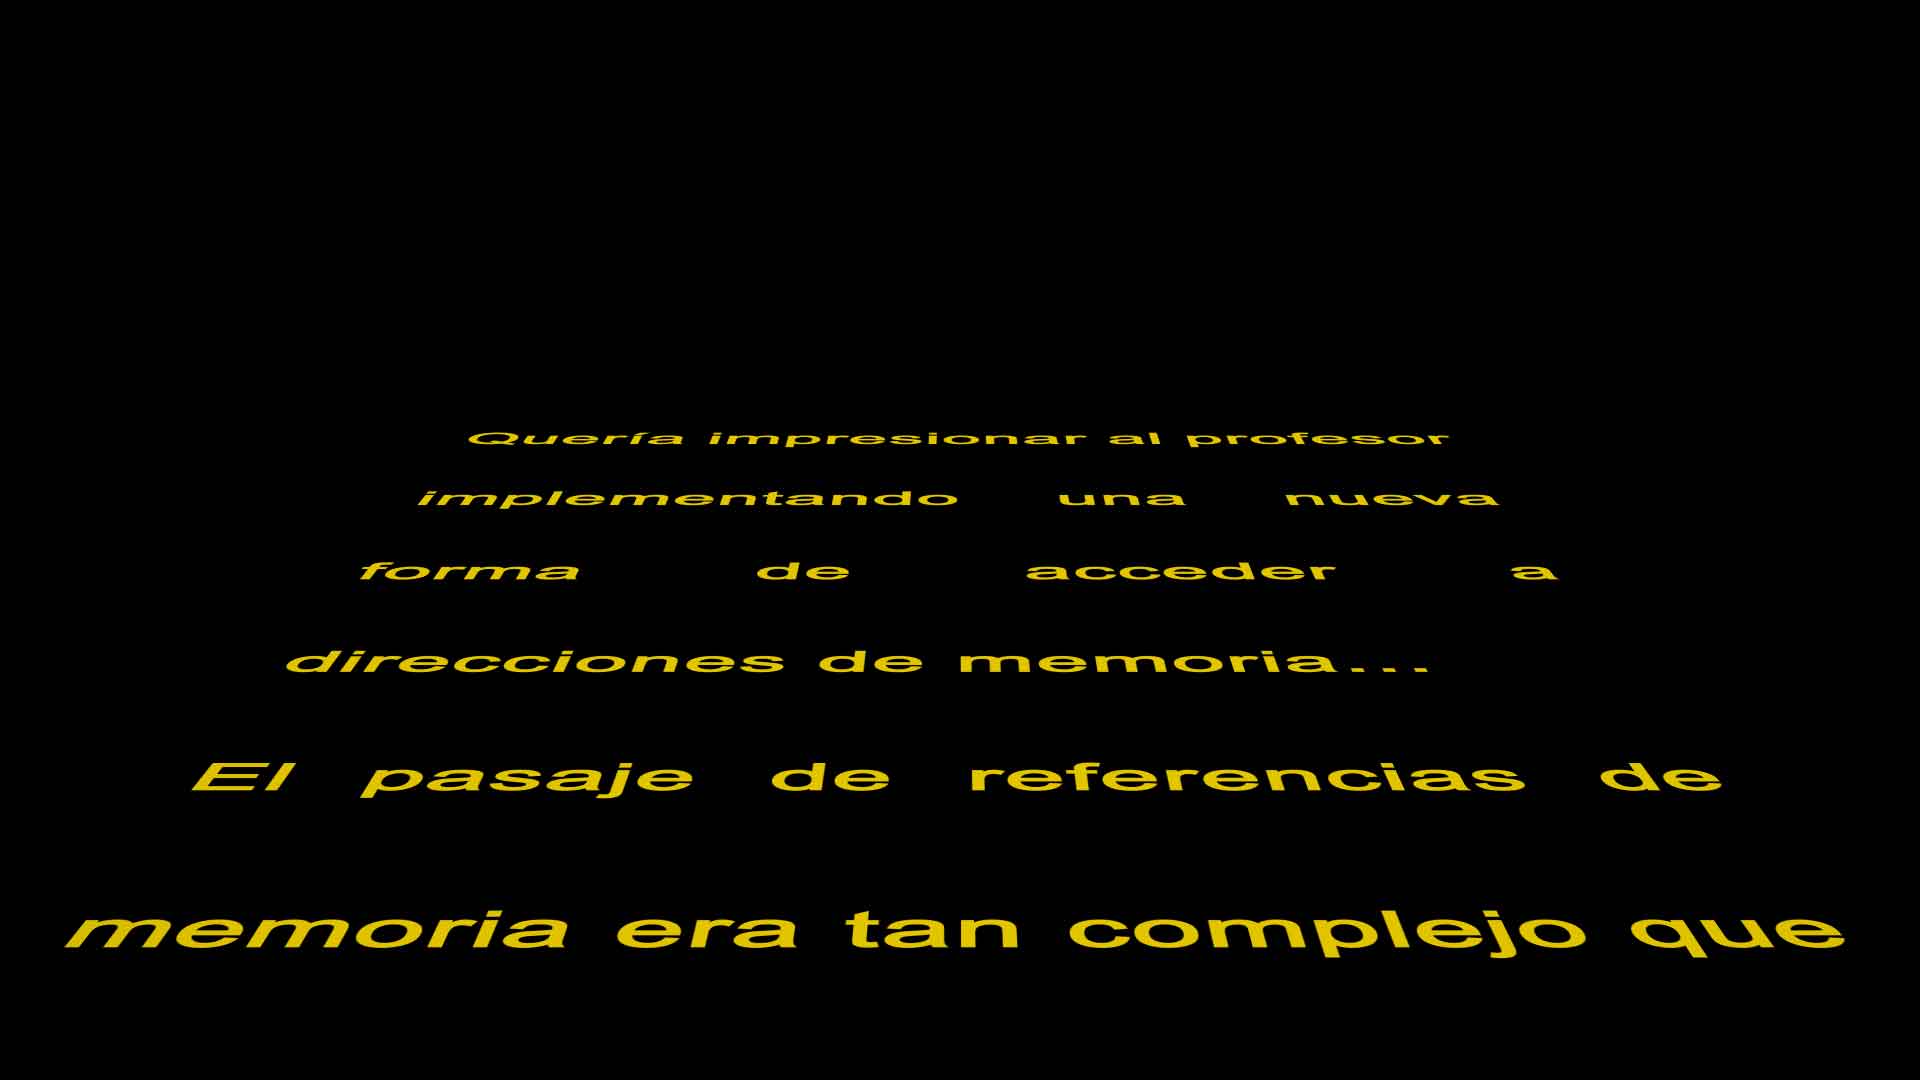 Quería impresionar al profesor
implementando una nueva
forma de acceder a
direcciones de memoria...
El pasaje de referencias de
memoria era tan complejo que